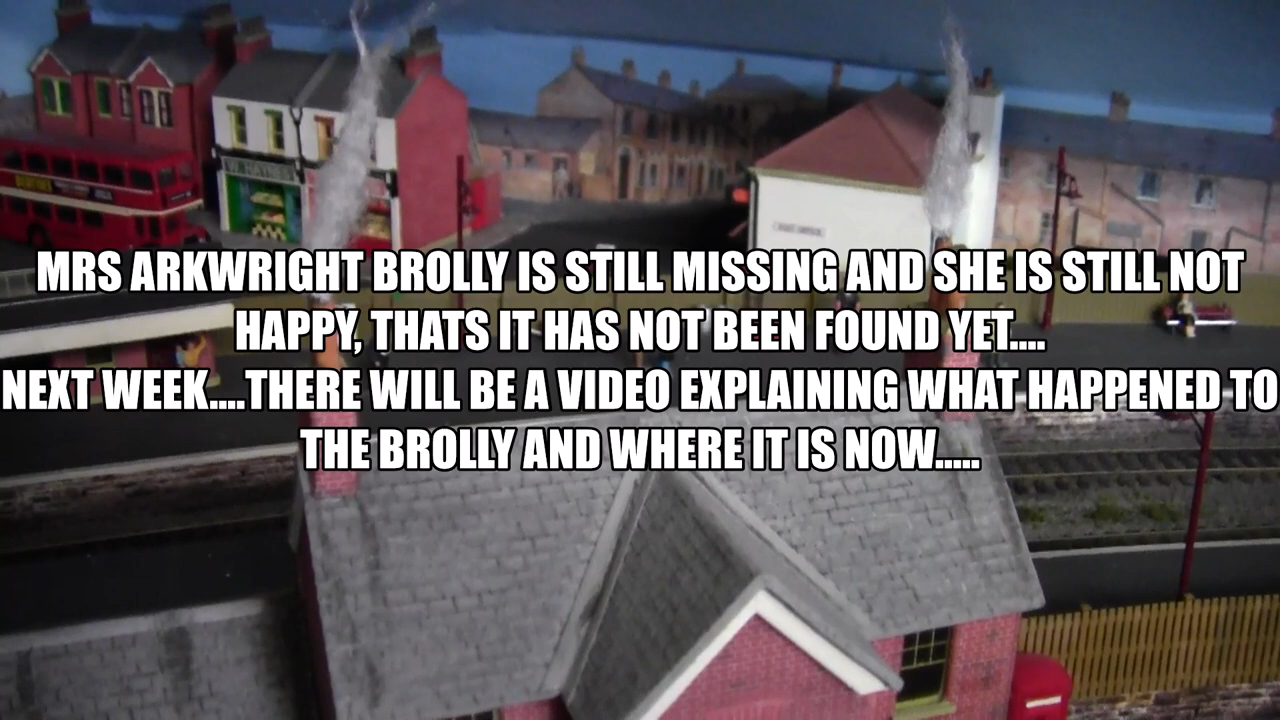 W. HAYNES
MRS ARKWRIGHT BROLLY IS STILL MISSING AND SHE IS STILL NOT
HAPPY, THATS IT HAS NOT BEEN FOUND YET....
NEXT WEEK....THERE WILL BE A VIDEO EXPLAINING WHAT HAPPENED TO
THE BROLLY AND WHERE IT IS NOW.....